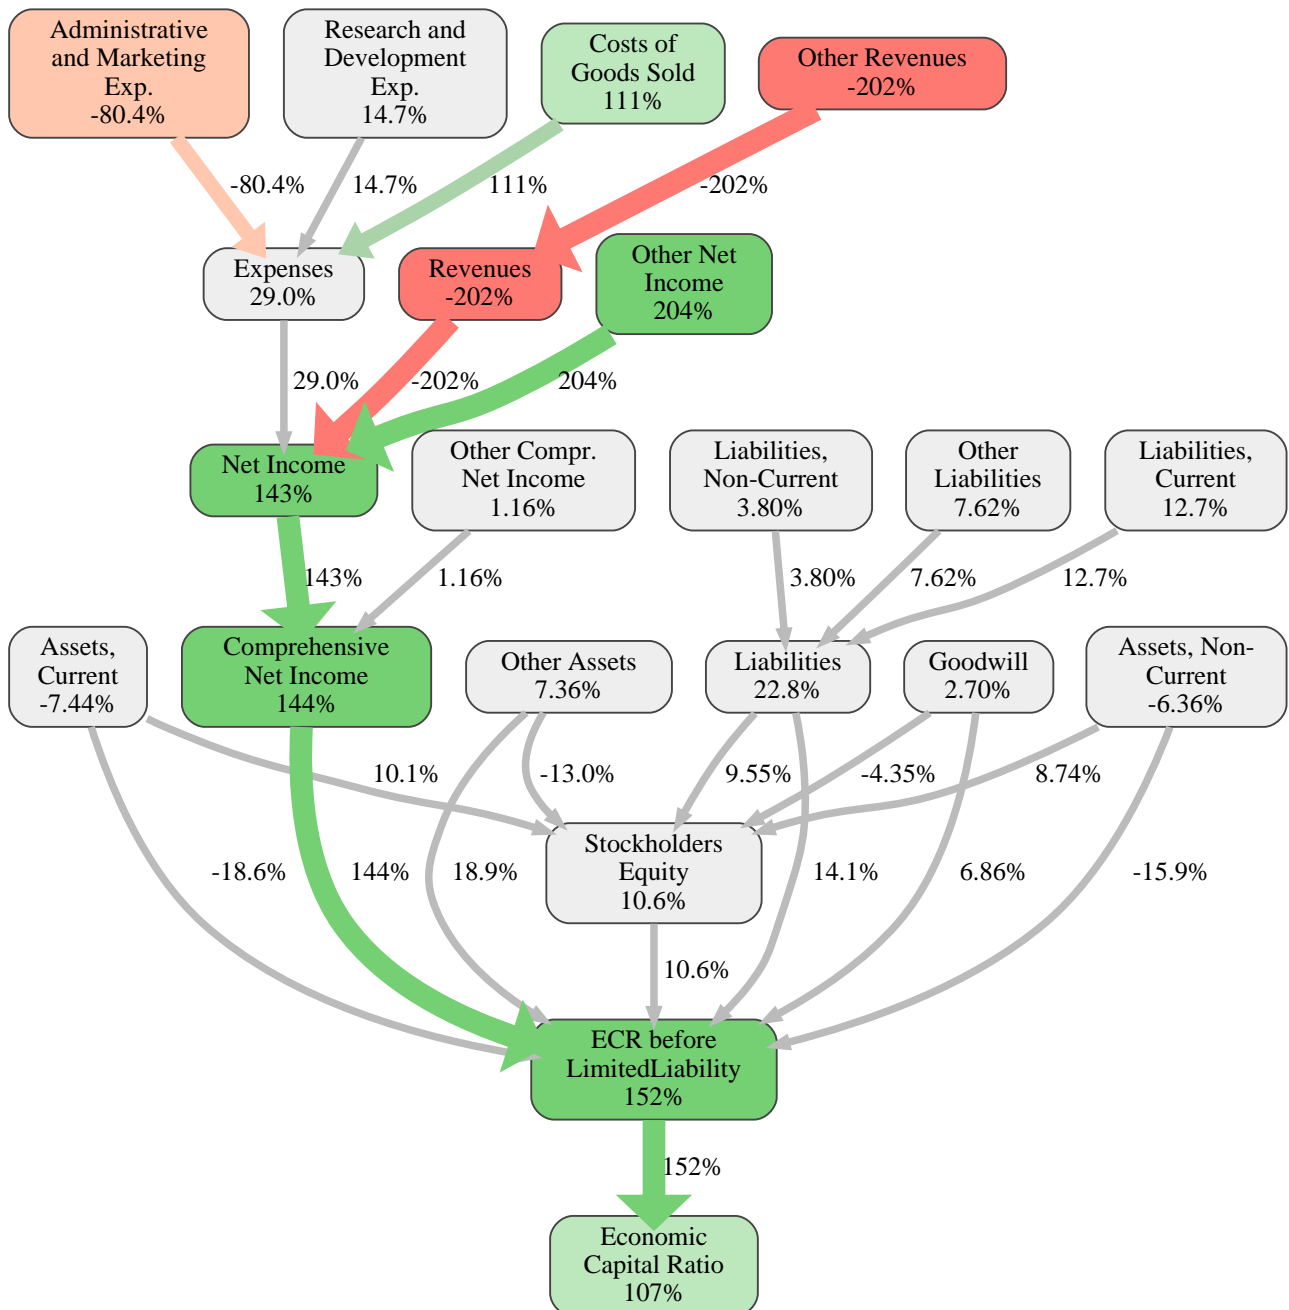 Administrative
and Marketing
Exp.
-80.4%
Research and
Development
Exp.
14.7%
Costs of
Goods Sold
111%
Other Revenues
-202%
-80.4%
14.7%
111%
-202%
Expenses
29.0%
Revenues
-202%
Other Net
Income
204%
29.0%
-202%
204%
Net Income
143%
Other Compr.
Net Income
1.16%
Liabilities,
Non-Current
3.80%
Other
Liabilities
7.62%
Liabilities,
Current
12.7%
143%
1.16%
3.80%
7.62%
12.7%
Assets,
Current
-7.44%
Comprehensive
Net Income
144%
Other Assets
7.36%
Liabilities
22.8%
Goodwill
2.70%
Assets, Non-
Current
-6.36%
10.1%
-13.0%
9.55%
-4.35%
8.74%
Stockholders
Equity
10.6%
-18.6%
144%
18.9%
14.1%
6.86%
-15.9%
10.6%
ECR before
LimitedLiability
152%
152%
Economic
Capital Ratio
107%